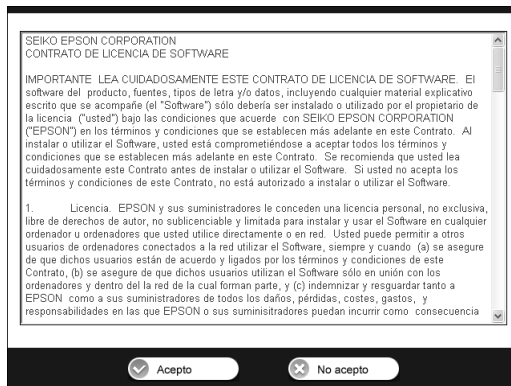 SEIKO EPSON CORPORATION
CONTRATO DE LICENCIA DE SOFTWARE
IMPORTANTE  LEA CUIDADOSAMENTE ESTE CONTRATO DE LICENCIA DE SOFTWARE.  El
software del  producto, fuentes, tipos de letra y/o datos, incluyendo cualquier material explicativo
escrito que se acompañe (el "Software") sólo debería ser instalado o utilizado por el propietario de
la licencia  ("usted") bajo las condiciones que acuerde  con SEIKO EPSON CORPORATION
("EPSON") en los términos y condiciones que se establecen más adelante en este Contrato.  Al
instalar o utilizar el Software, usted está comprometiéndose a aceptar todos los términos y
condiciones que se establecen más adelante en este Contrato.  Se recomienda que usted lea
cuidadosamente este Contrato antes de instalar o utilizar el Software.  Si usted no acepta los
términos y condiciones de este Contrato, no está autorizado a instalar o utilizar el Software.
1.      Licencia.  EPSON y sus suministradores le conceden una licencia personal, no exclusiva,
libre de derechos de autor, no sublicenciable y limitada para instalar y usar el Software en cualquier
ordenador u ordenadores que usted utilice directamente o en red.  Usted puede permitir a otros
usuarios de ordenadores conectados a la red utilizar el Software, siempre y cuando  (a) se asegure
de que dichos usuarios están de acuerdo y ligados por los términos y condiciones de este
Contrato, (b) se asegure de que dichos usuarios utilizan el Software sólo en unión con los
ordenadores y dentro del la red de la cual forman parte, y (c) indemnizar y resguardar tanto a
EPSON  como a sus suministradores de todos los daños, pérdidas, costes, gastos,  y
responsabilidades en las que EPSON o sus suminisitradores puedan incurrir como  consecuencia
Acepto
No acepto